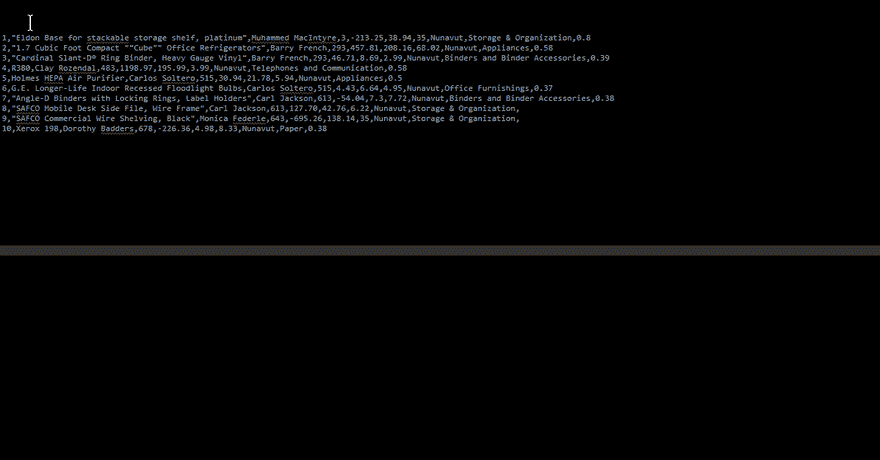 1,"Eldon Base for stackable storage shelf, platinum",Muhammed MacIntyre,3,-213.25,38.94,35,Nunavut,Storage & Organization,0.8
2,"1.7 Cubic Foot Compact ""Cube"" Office Refrigerators",Barry French,293,457.81,208.16,68.02,Nunavut,Appliances,0.58
3,"Cardinal Slant-D® Ring Binder, Heavy Gauge Vinyl",Barry French,293,46.71,8.69,2.99,Nunavut,Binders and Binder Accessories,0.39
4,R380,Clay Rozendal,483,1198.97,195.99,3.99,Nunavut,Telephones and Communication,0.58
5,Holmes HEPA Air Purifier,Carlos Soltero,515,30.94,21.78,5.94,Nunavut,Appliances,0.5
6,G.E. Longer-Life Indoor Recessed Floodlight Bulbs,Carlos Soltero,515,4.43,6.64,4.95,Nunavut,Office Furnishings,0.37
7,"Angle-D Binders with Locking Rings, Label Holders",Carl Jackson,613,-54.04,7.3,7.72,Nunavut,Binders and Binder Accessories,0.38
8,"SAFCO Mobile Desk Side File, Wire Frame",Carl Jackson,613,127.70,42.76,6.22,Nunavut,Storage & Organization,
9,"SAFCO Commercial Wire Shelving, Black",Monica Federle,643,-695.26,138.14,35,Nunavut,Storage & Organization,
10,Xerox 198,Dorothy Badders,678,-226.36,4.98,8.33,Nunavut,Paper,0.38